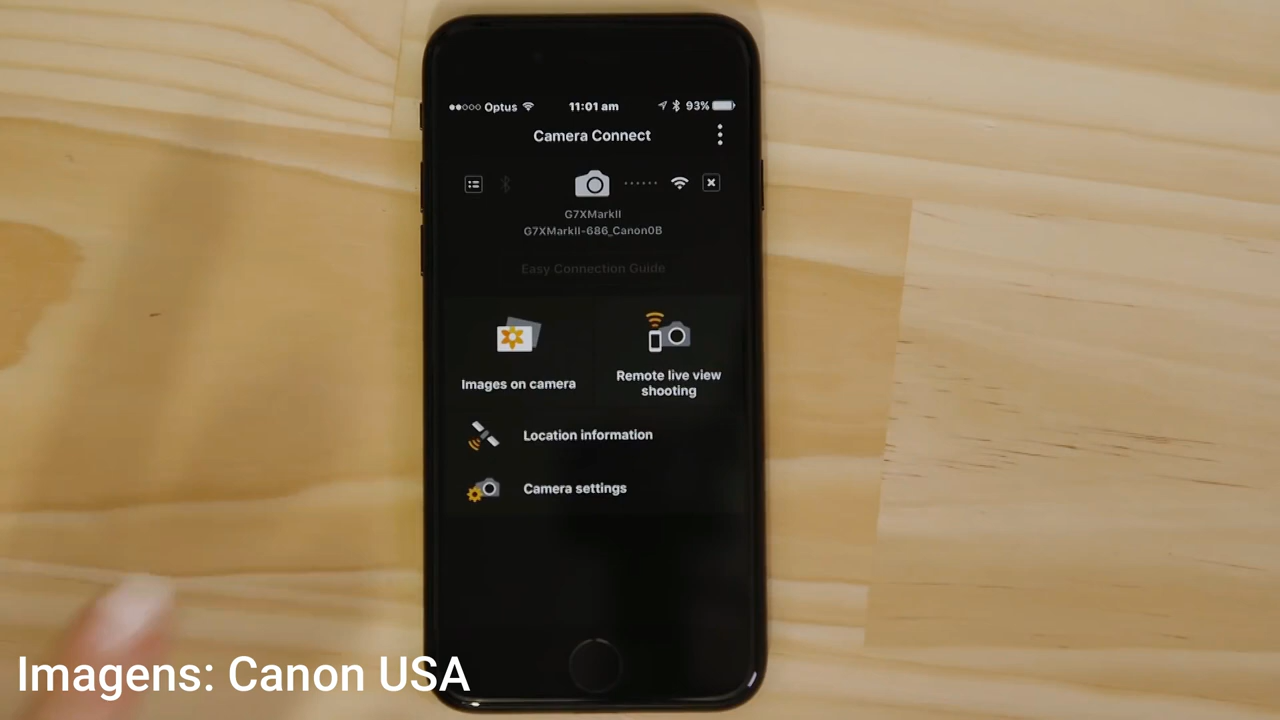 Optus 11:01 am 93%
Camera Connect
G7XMarkII
G7XMarkII-686_Canon0B
Easy Connection Guide
Images on camera
Remote live view
shooting
Location information
Camera settings
Imagens: Canon USA